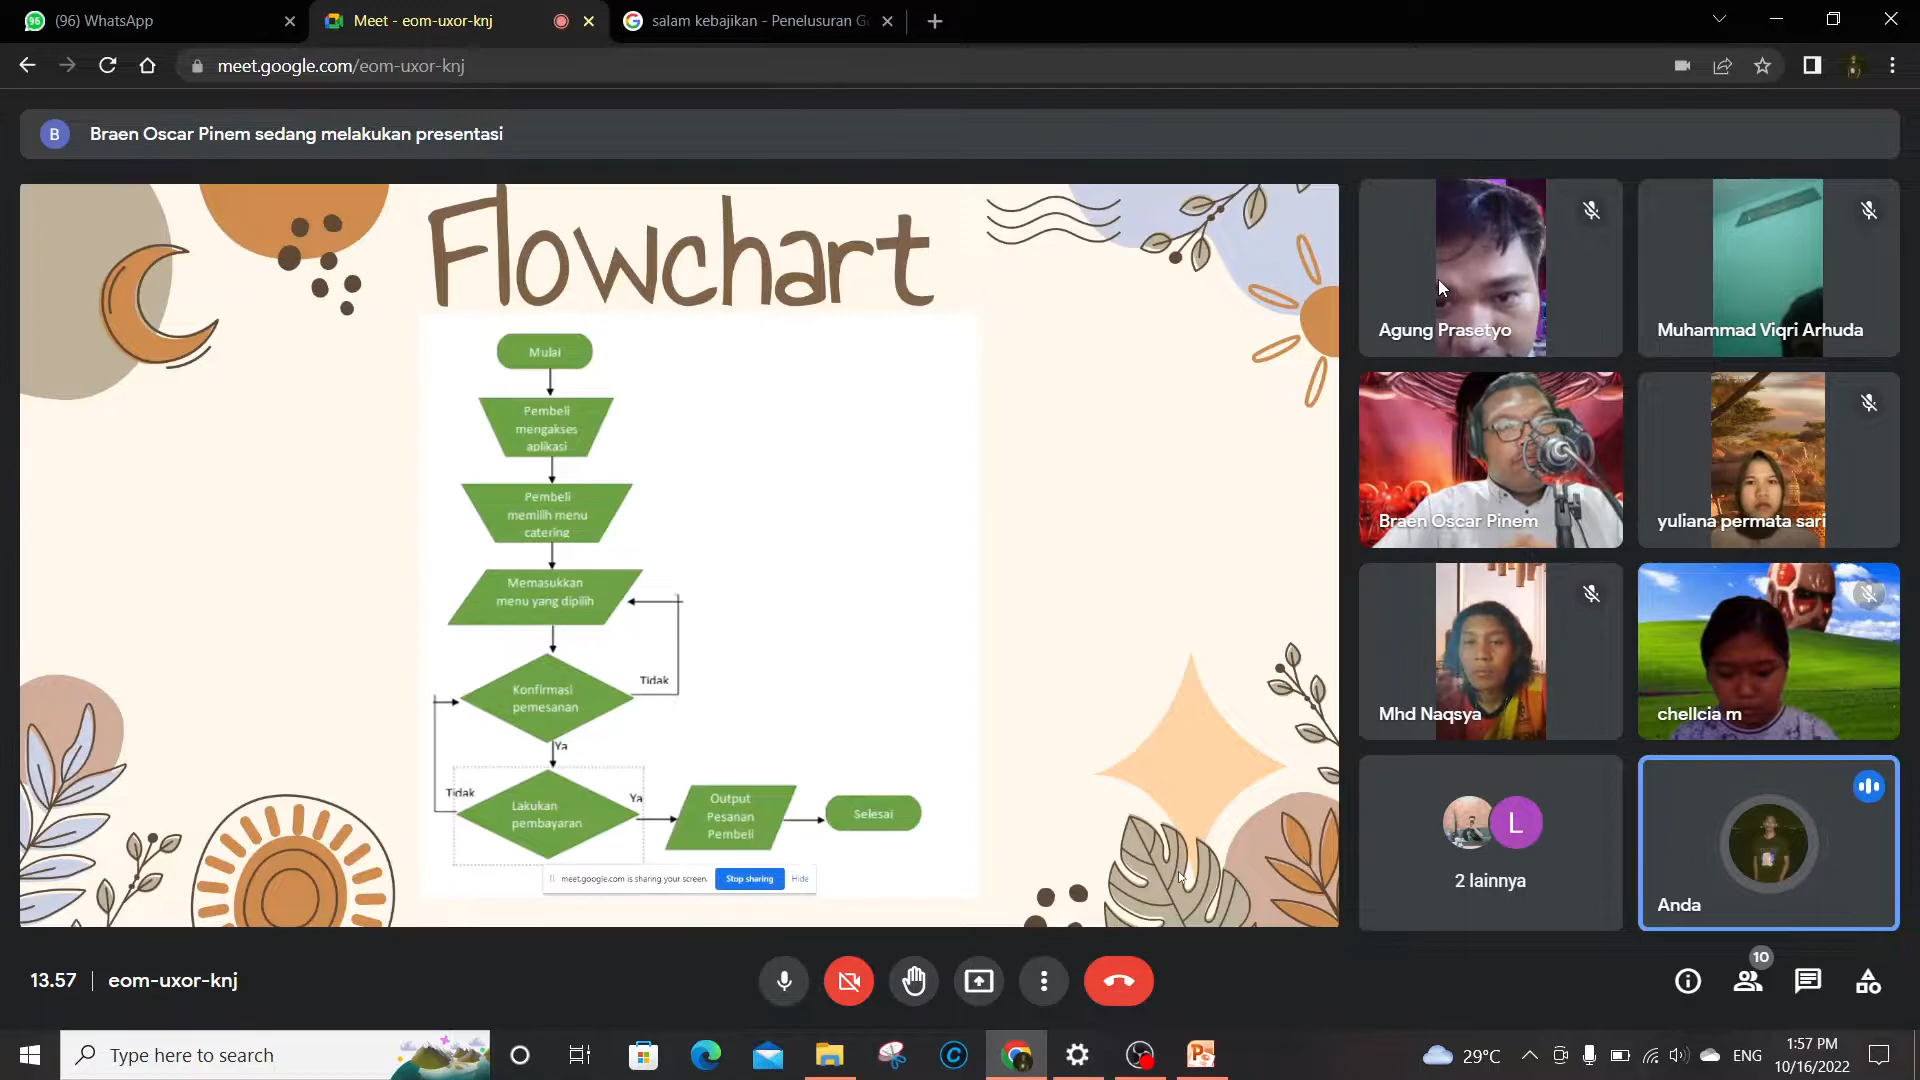 (96) WhatsApp
Meet - eom-uxor-knj
salam kebajikan - Penelusuran Go
meet.google.com/eom-uxor-knj
B
Braen Oscar Pinem sedang melakukan presentasi
Flowchart
Mulai
Pembeli
mengakses
aplikasi
Pembeli
memilih menu
catering
Memasukkan
menu yang dipilih
Tidak
Konfirmasi
pemesanan
Ya
Tidak
Lakukan
pembayaran
Ya
Output
Pesanan
Pembeli
Selesai
meet.google.com is sharing your screen.
Stop sharing
Hide
Agung Prasetyo
Muhammad Viqri Arhuda
Braen Oscar Pinem
yuliana permata sari
Mhd Naqsya
chellcia m
L
2 lainnya
Anda
13.57
eom-uxor-knj
10
Type here to search
29°C
ENG
1:57 PM
10/16/2022